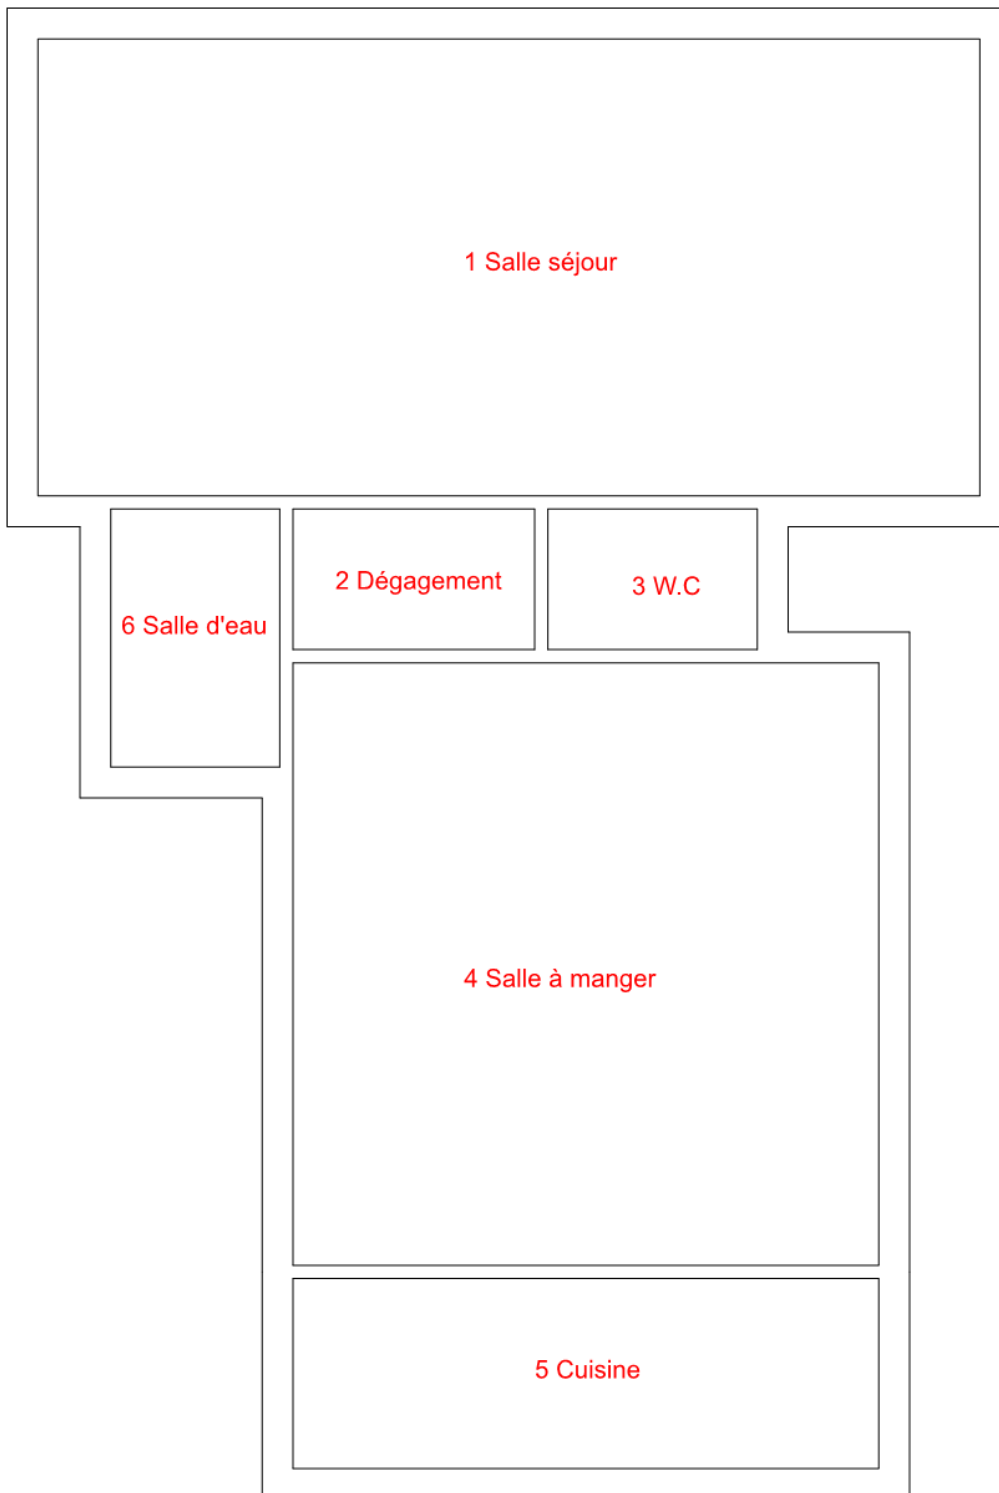 1 Salle séjour
2 Dégagement
3 W.C
6 Salle d'eau
4 Salle à manger
5 Cuisine